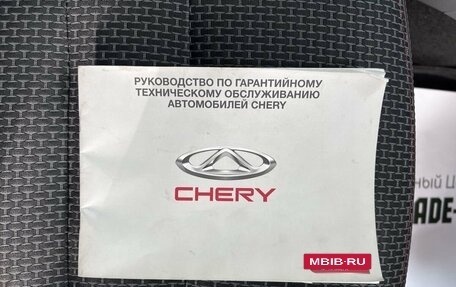 РУКОВОДСТВО ПО ГАРАНТИЙНОМУ
ТЕХНИЧЕСКОМУ ОБСЛУЖИВАНИЮ
АВТОМОБИЛЕЙ CHERY
CHERY
MBIB-RU